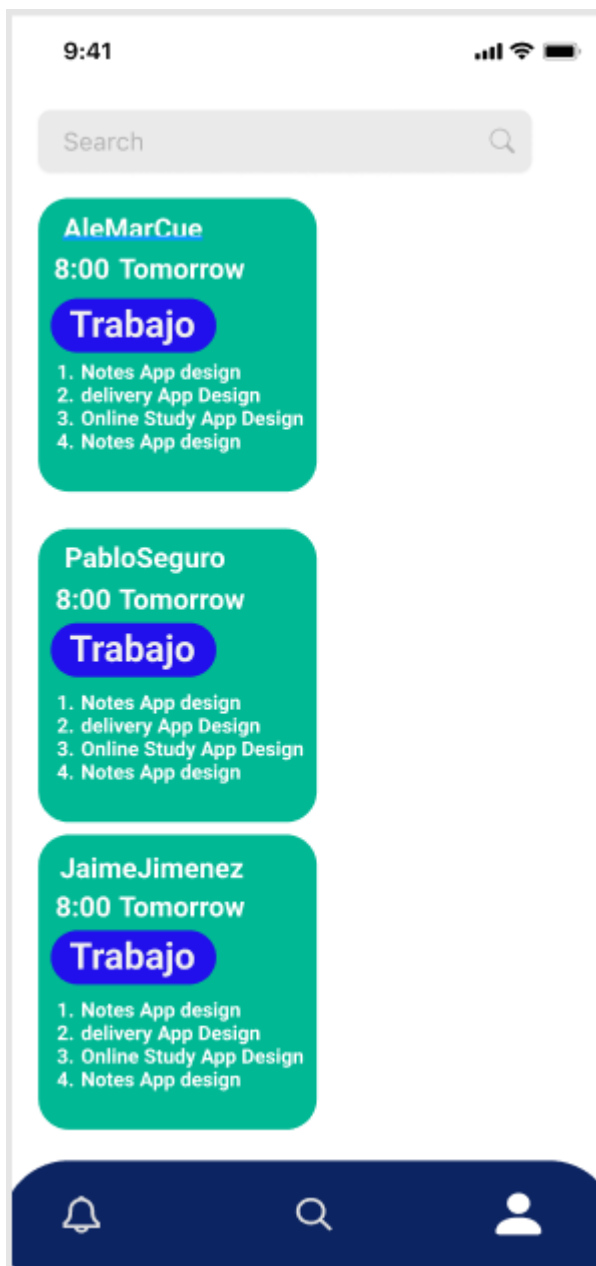 9:41
Search
AleMarCue
8:00 Tomorrow
Trabajo
1. Notes App design
2. delivery App Design
3. Online Study App Design
4. Notes App design
PabloSeguro
8:00 Tomorrow
Trabajo
1. Notes App design
2. delivery App Design
3. Online Study App Design
4. Notes App design
JaimeJimenez
8:00 Tomorrow
Trabajo
1. Notes App design
2. delivery App Design
3. Online Study App Design
4. Notes App design